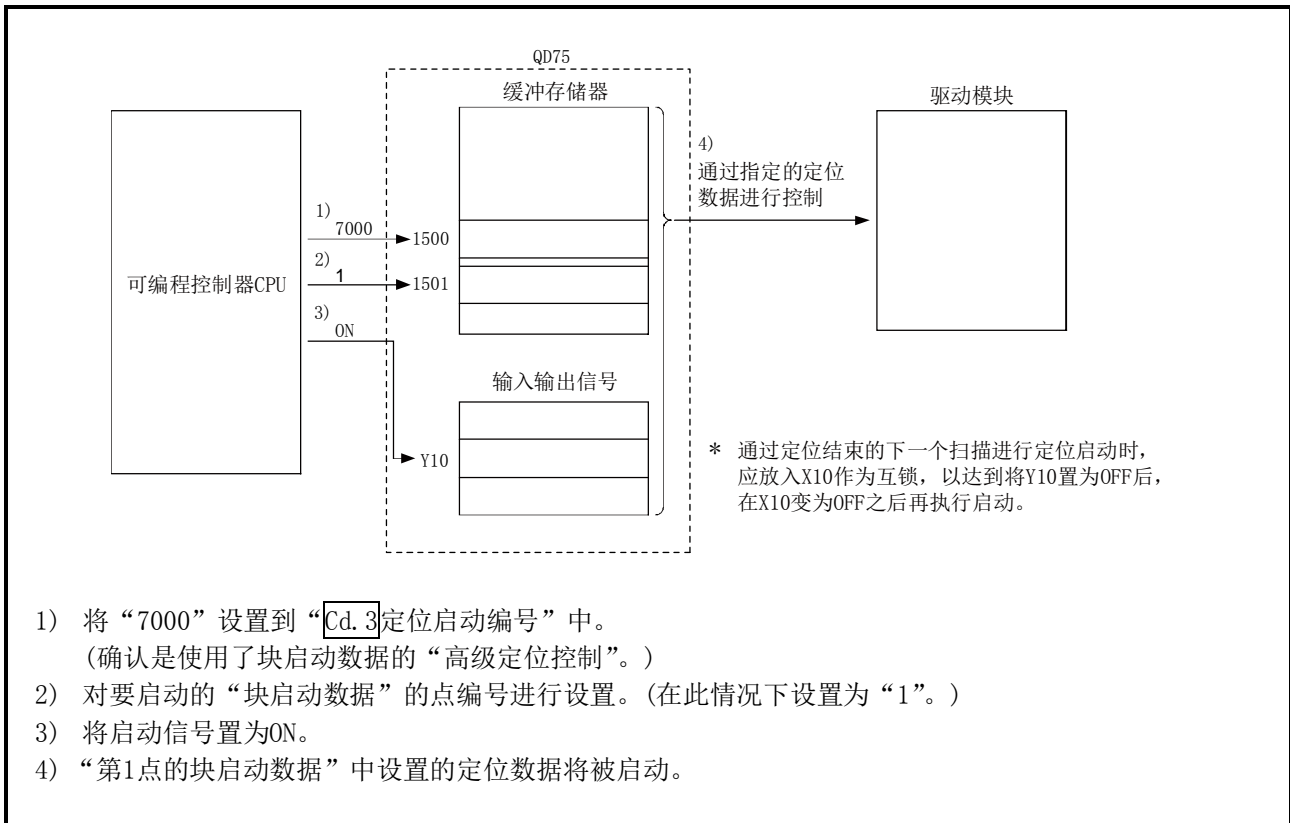 QD75
缓冲存储器
驱动模块
4)
通过指定的定位
数据进行控制
1)
7000
1500
2)
1
1501
可编程控制器CPU
3)
ON
输入输出信号
Y10
* 通过定位结束的下一个扫描进行定位启动时，
应放入X10作为互锁，以达到将Y10置为OFF后，
在X10变为OFF之后再执行启动。
1) 将“7000”设置到“Cd.3定位启动编号”中。
(确认是使用了块启动数据的“高级定位控制”。)
2) 对要启动的“块启动数据”的点编号进行设置。(在此情况下设置为“1”。)
3) 将启动信号置为ON。
4) “第1点的块启动数据”中设置的定位数据将被启动。